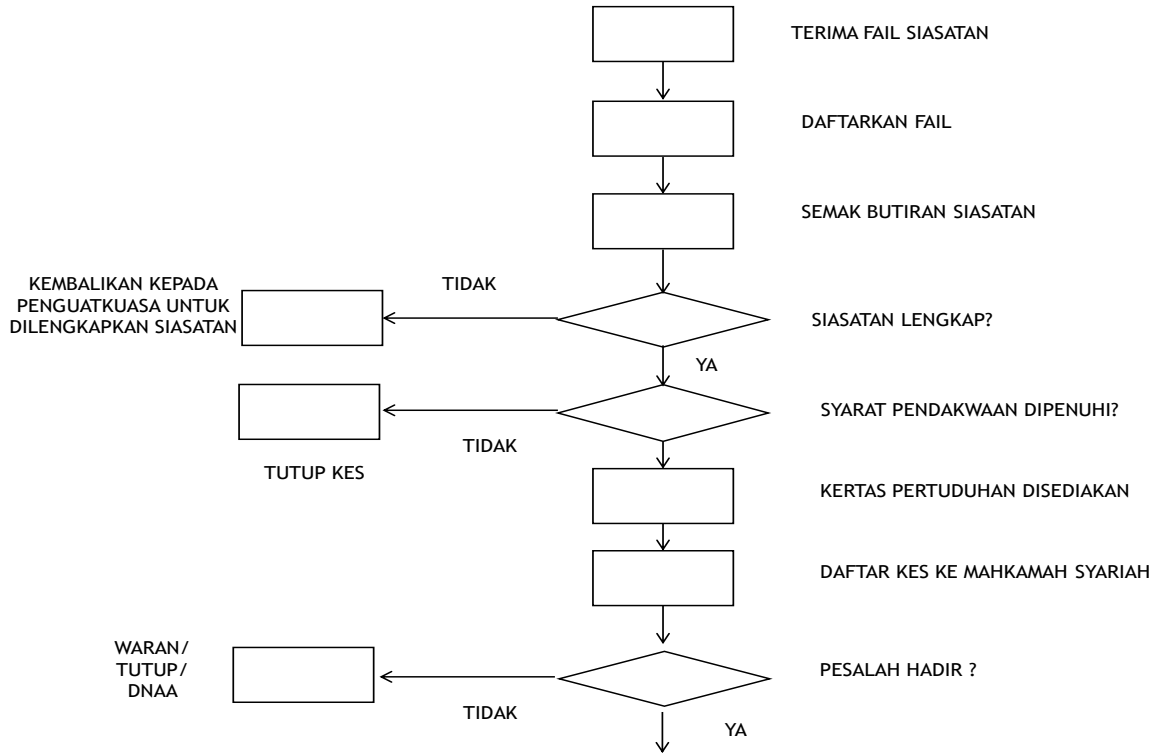 TERIMA FAIL SIASATAN
DAFTARKAN FAIL
SEMAK BUTIRAN SIASATAN
KEMBALIKAN KEPADA
PENGUATKUASA UNTUK
DILENGKAPKAN SIASATAN
TIDAK
SIASATAN LENGKAP?
YA
SYARAT PENDAKWAAN DIPENUHI?
TIDAK
TUTUP KES
KERTAS PERTUDUHAN DISEDIAKAN
DAFTAR KES KE MAHKAMAH SYARIAH
WARAN/
TUTUP/
DNAA
PESALAH HADIR ?
TIDAK
YA